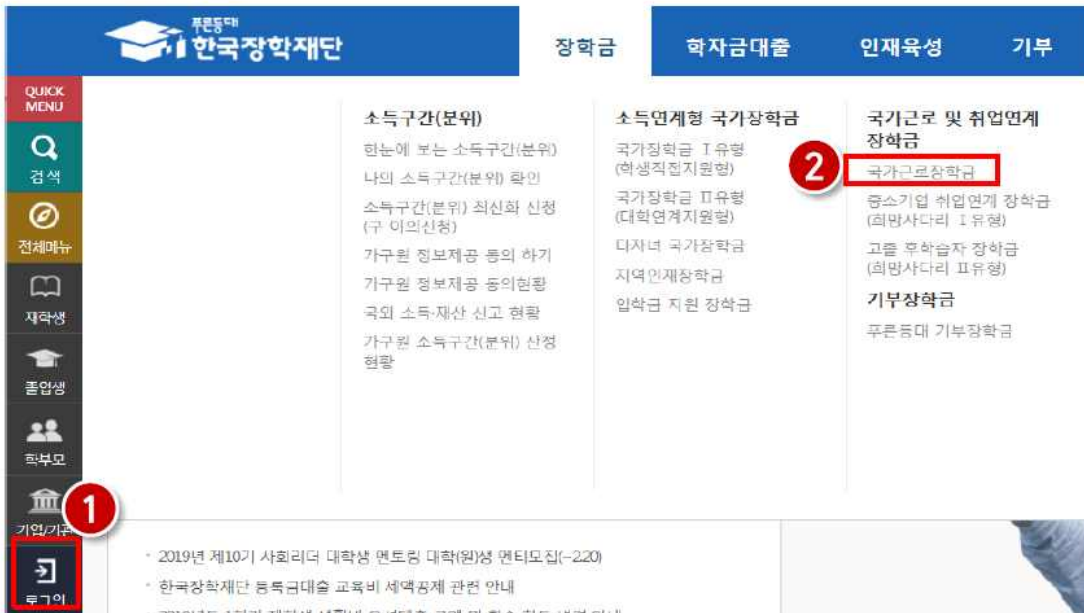 푸른등대
한국장학재단
장학금
학자금대출
인재육성
기부
QUICK
MENU
검색
전체메뉴
재학생
졸업생
학부모
기업/기관
로그인
1
소득구간(분위)
한눈에 보는 소득구간(분위)
나의 소득구간(분위) 확인
소득구간(분위) 최신화 신청
(구 이의신청)
가구원 정보제공 동의 하기
가구원 정보제공 동의현황
국외 소득·재산 신고 현황
가구원 소득구간(분위) 산정
현황
소득연계형 국가장학금
국가장학금 Ⅰ유형
(학생직접지원형)
국가장학금 Ⅱ유형
(대학연계지원형)
다자녀 국가장학금
지역인재장학금
입학금 지원 장학금
국가근로 및 취업연계
장학금
2
국가근로장학금
중소기업 취업연계 장학금
(희망사다리 Ⅰ유형)
고졸 후학습자 장학금
(희망사다리 Ⅱ유형)
기부장학금
푸른등대 기부장학금
2019년 제10기 사회리더 대학생 멘토링 대학(원)생 멘티모집(~2.20)
한국장학재단 등록금대출 교육비 세액공제 관련 안내